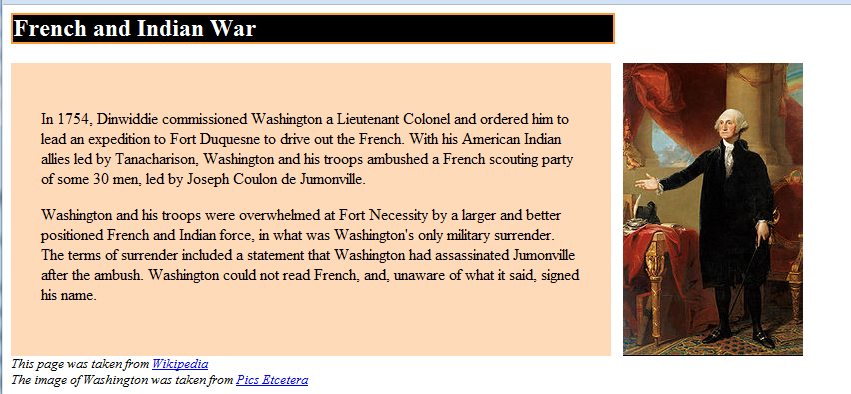 French and Indian War
In 1754, Dinwiddie commissioned Washington a Lieutenant Colonel and ordered him to
lead an expedition to Fort Duquesne to drive out the French. With his American Indian
allies led by Tanacharison, Washington and his troops ambushed a French scouting party
of some 30 men, led by Joseph Coulon de Jumonville.
Washington and his troops were overwhelmed at Fort Necessity by a larger and better
positioned French and Indian force, in what was Washington's only military surrender.
The terms of surrender included a statement that Washington had assassinated Jumonville
after the ambush. Washington could not read French, and, unaware of what it said, signed
his name.
This page was taken from Wikipedia
The image of Washington was taken from Pics Etcetera